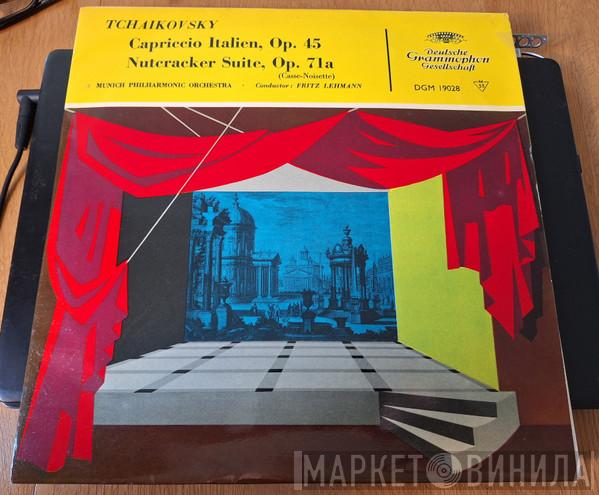 TCHAIKOVSKY
Capriccio Italien, Op. 45
Nutcracker Suite, Op. 71a
(Casse-Noisette)
MUNICH PHILHARMONIC ORCHESTRA · Conductor: FRITZ LEHMANN
Deutsche
Grammophon
Gesellschaft
DGM 19028
33
МАРКЕТ ВИНИЛА